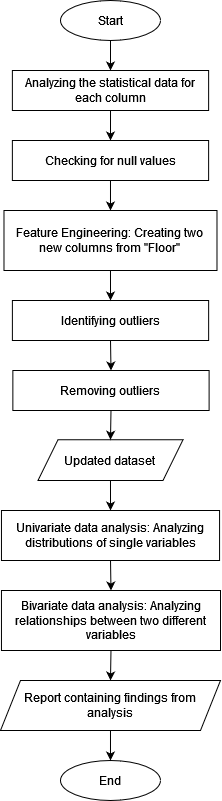 Start
Analyzing the statistical data for
each column
Checking for null values
Feature Engineering: Creating two
new columns from "Floor"
Identifying outliers
Removing outliers
Updated dataset
Univariate data analysis: Analyzing
distributions of single variables
Bivariate data analysis: Analyzing
relationships between two different
variables
Report containing findings from
analysis
End